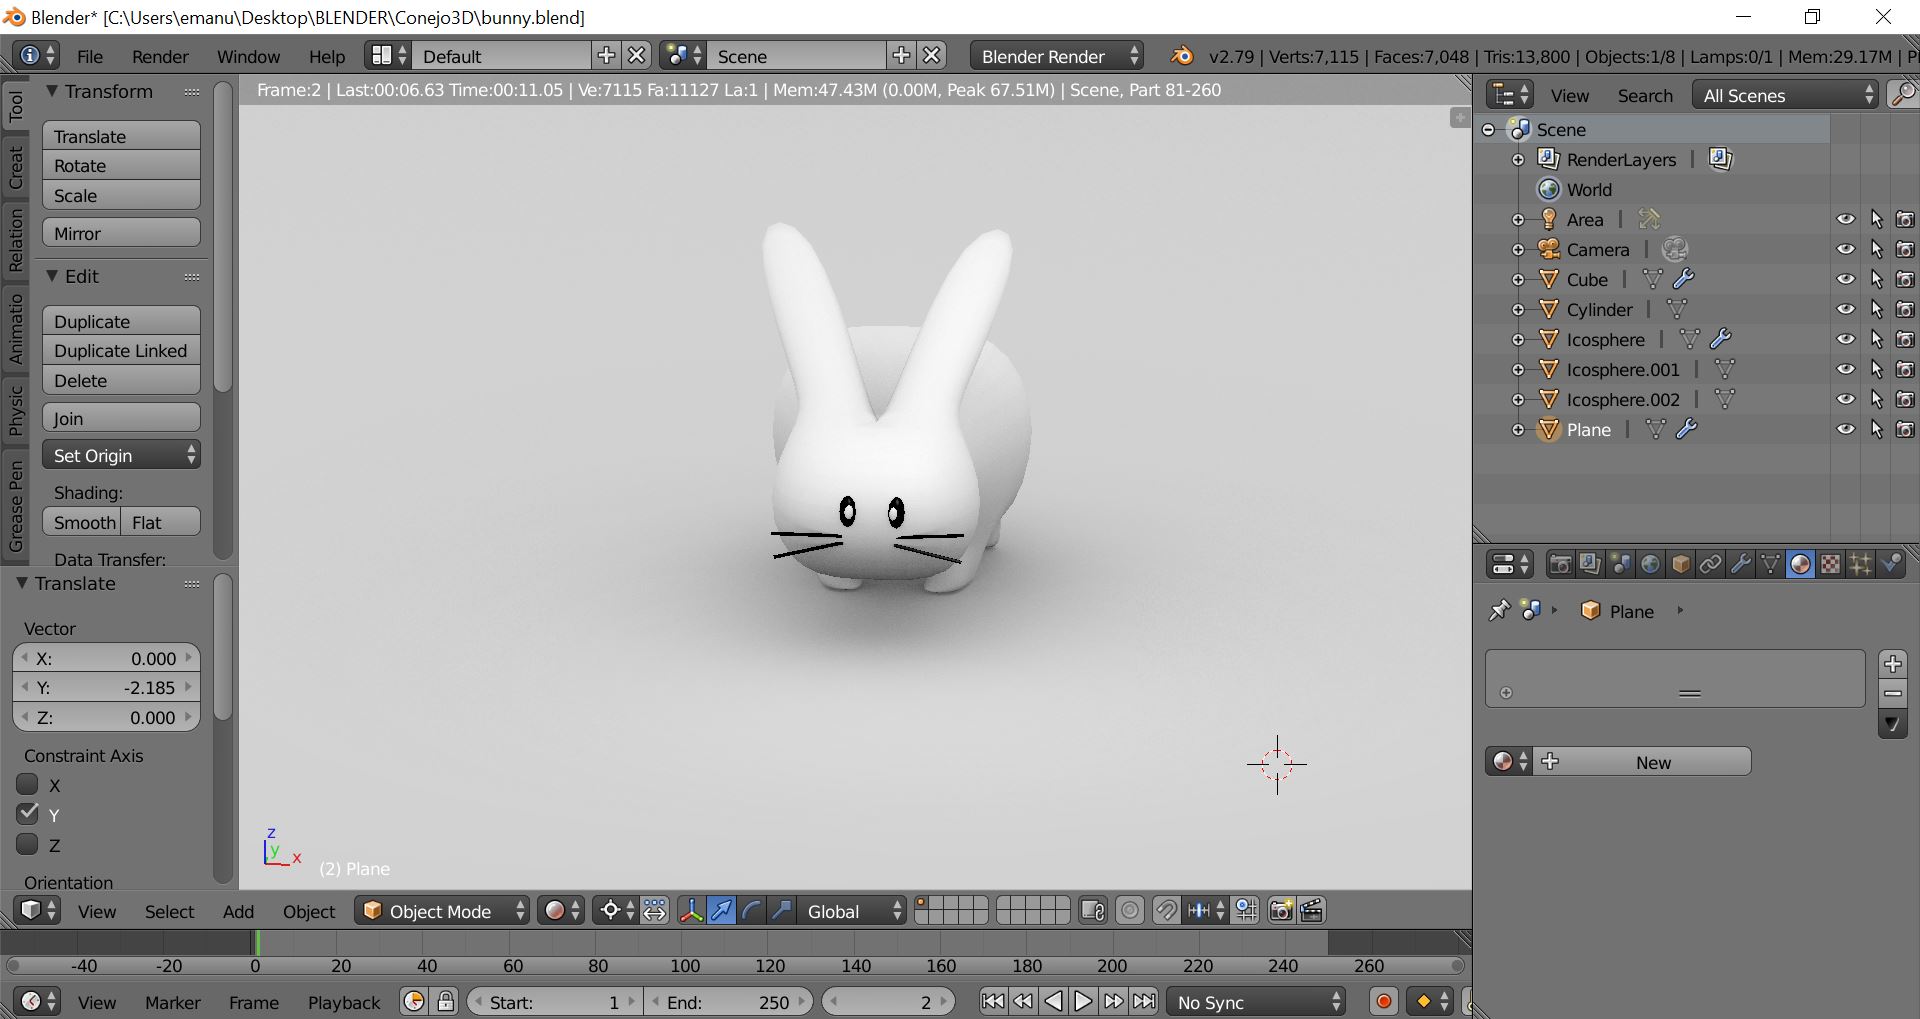 Blender* [C:\Users\emanu\Desktop\BLENDER\Conejo3D\bunny.blend]
File Render Window Help Default Scene Blender Render v2.79 | Verts:7,115 | Faces:7,048 | Tris:13,800 | Objects:1/8 | Lamps:0/1 | Mem:29.17M | Pl
Frame:2 | Last:00:06.63 Time:00:11.05 | Ve:7115 Fa:11127 La:1 | Mem:47.43M (0.00M, Peak 67.51M) | Scene, Part 81-260
Tool
Creat
Relation
Animatio
Physic
Grease Pen
Transform
Translate
Rotate
Scale
Mirror
Edit
Duplicate
Duplicate Linked
Delete
Join
Set Origin
Shading:
Smooth Flat
Data Transfer:
Translate
Vector
X: 0.000
Y: -2.185
Z: 0.000
Constraint Axis
X
Y
Z
Orientation
z
y
x
(2) Plane
View Select Add Object Object Mode Global
-40 -20 0 20 40 60 80 100 120 140 160 180 200 220 240 260
View Marker Frame Playback Start: 1 End: 250 2 No Sync
View Search All Scenes
Scene
RenderLayers
World
Area
Camera
Cube
Cylinder
Icosphere
Icosphere.001
Icosphere.002
Plane
Plane
New